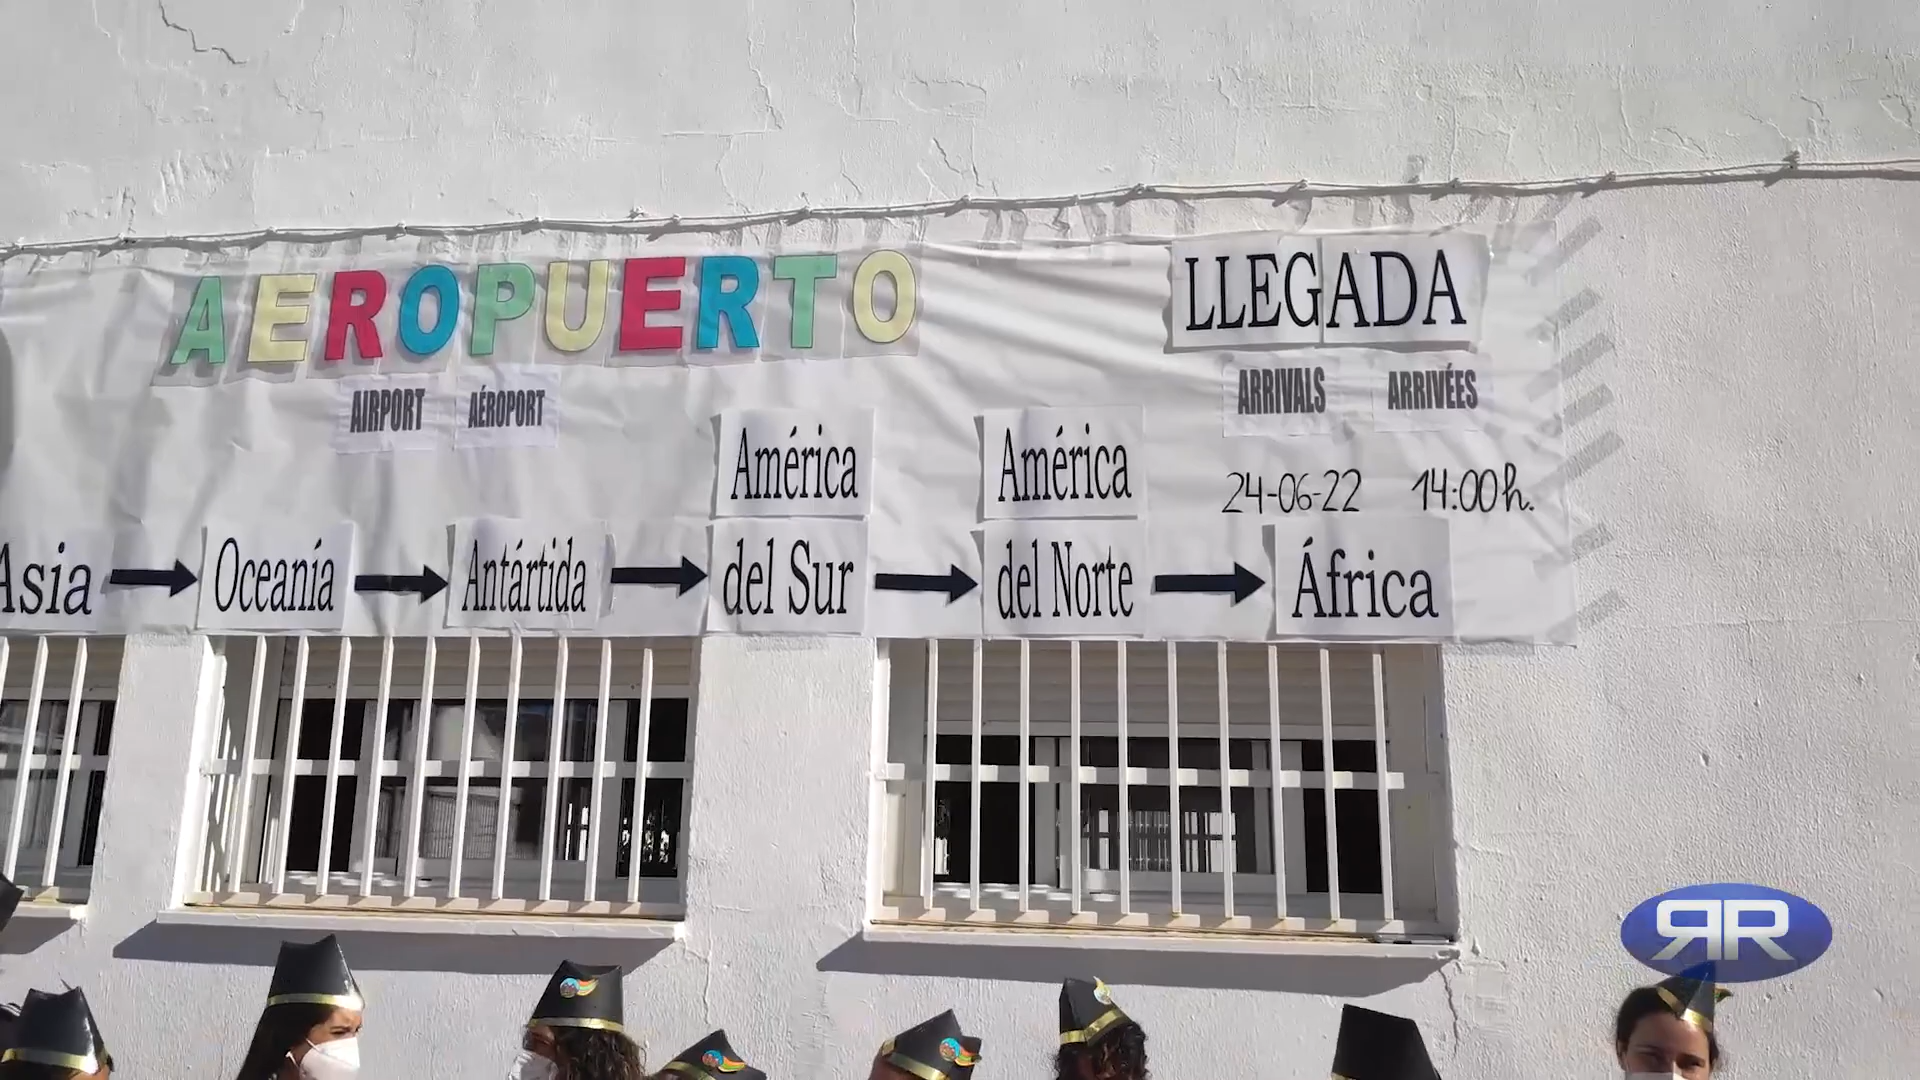 AEROPUERTO
AIRPORT AÉROPORT
LLEGADA
ARRIVALS ARRIVÉES
24-06-22 14:00h.
Asia → Oceanía → Antártida → América del Sur → América del Norte → África
RR